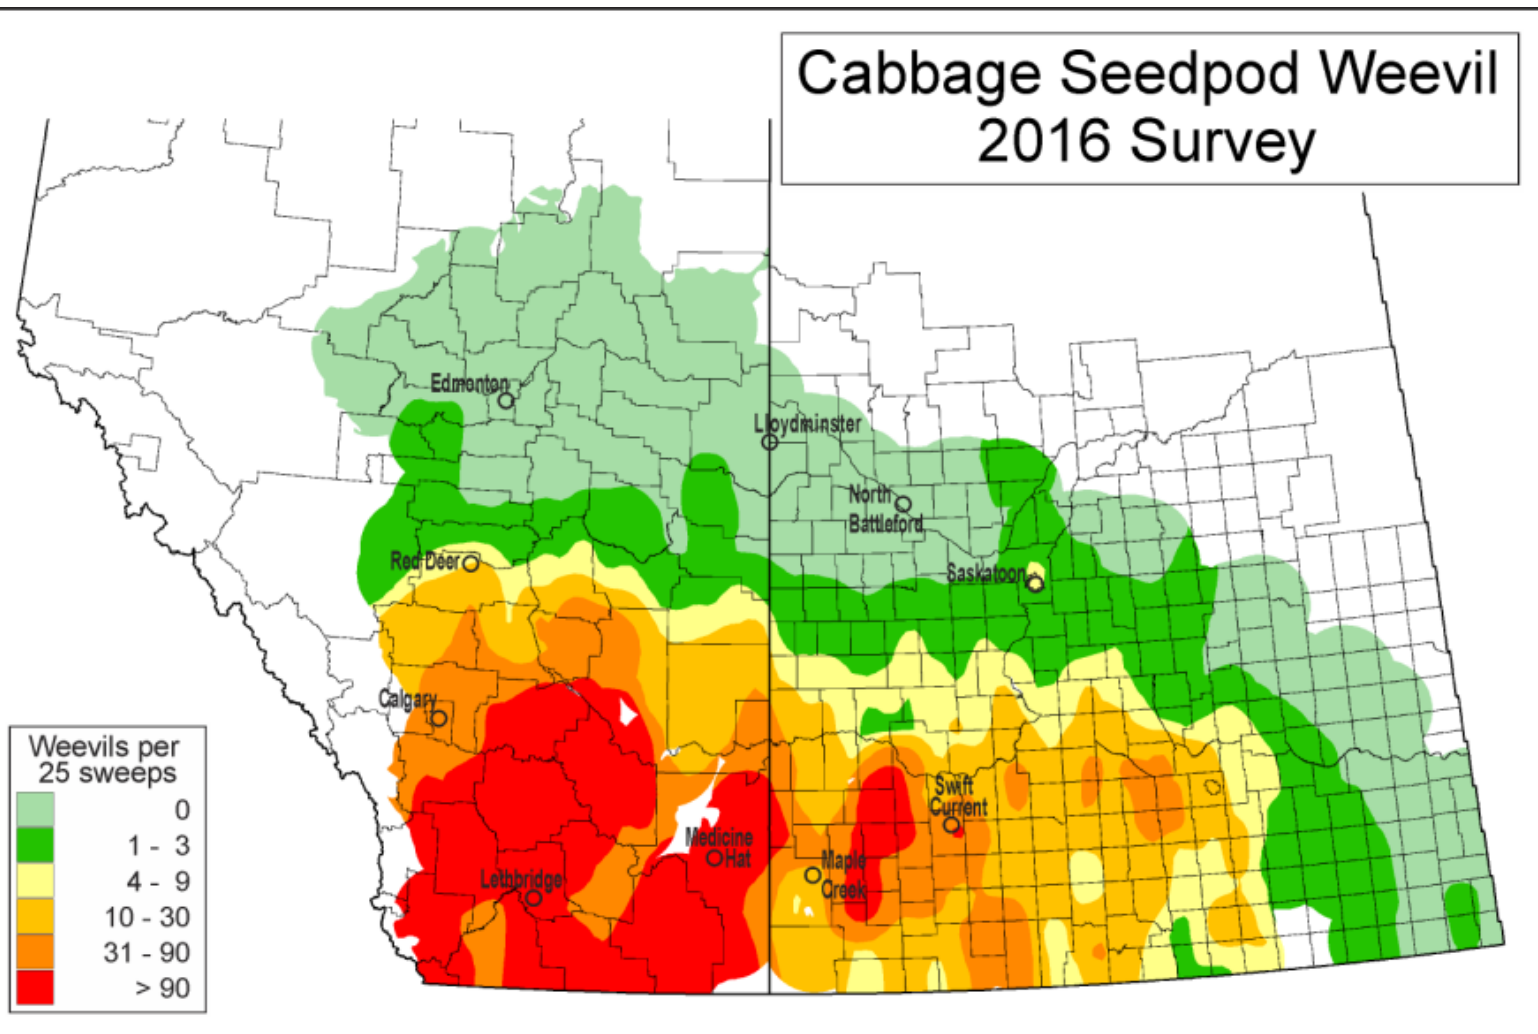 Cabbage Seedpod Weevil
2016 Survey
Edmonton
Lloydminster
North
Battleford
Saskatoon
Red Deer
Calgary
Swift
Current
Medicine
Hat
Maple
Creek
Lethbridge
Weevils per
25 sweeps
0
1 - 3
4 - 9
10 - 30
31 - 90
> 90